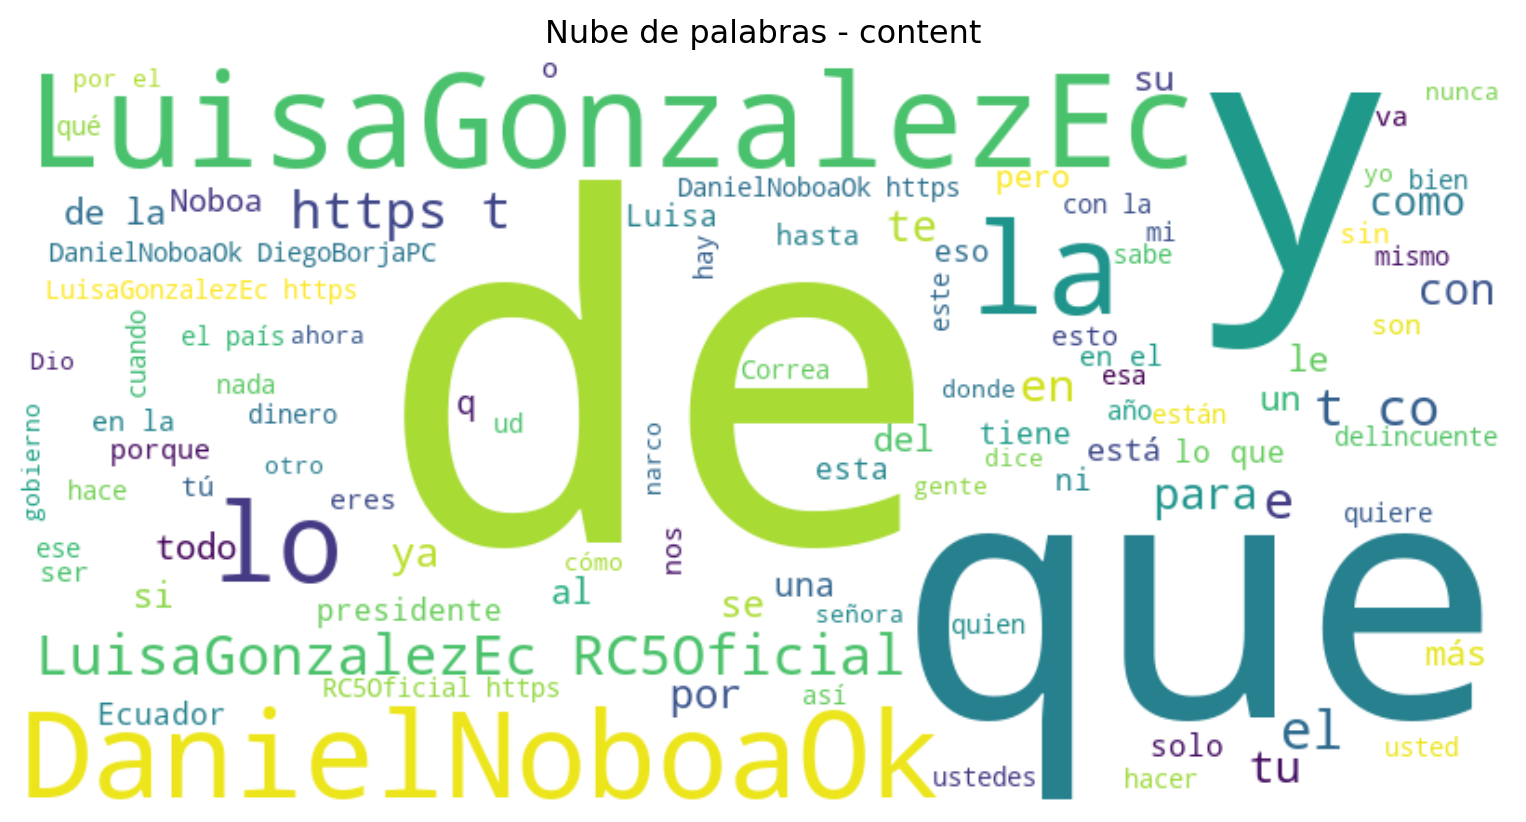 Nube de palabras - content
por el
o
su
nunca
LuisaGonzalezEc
y
qué
va
de la
Noboa
https t
DanielNoboaOk https
pero
yo
bien
Luisa
te
con la
como
DanielNoboaOk DiegoBorjaPC
hay
hasta
eso
la
mi
sin
sabe
mismo
LuisaGonzalezEc https
este
con
cuando
el país
ahora
de
esto
son
Dio
nada
Correa
en el
le
donde
en
esa
gobierno
en la
dinero
q
ud
año
están
un
t co
porque
narco
del
tiene
está
lo que
delincuente
otro
esta
dice
hace
tú
eres
gente
ni
para
e
quiere
todo
lo
ya
nos
que
ese
ser
cómo
si
al
una
presidente
se
señora
quien
LuisaGonzalezEc RC5Oficial
más
RC5Oficial https
por
así
Ecuador
el
DanielNoboaOk
solo
usted
ustedes
hacer
tu